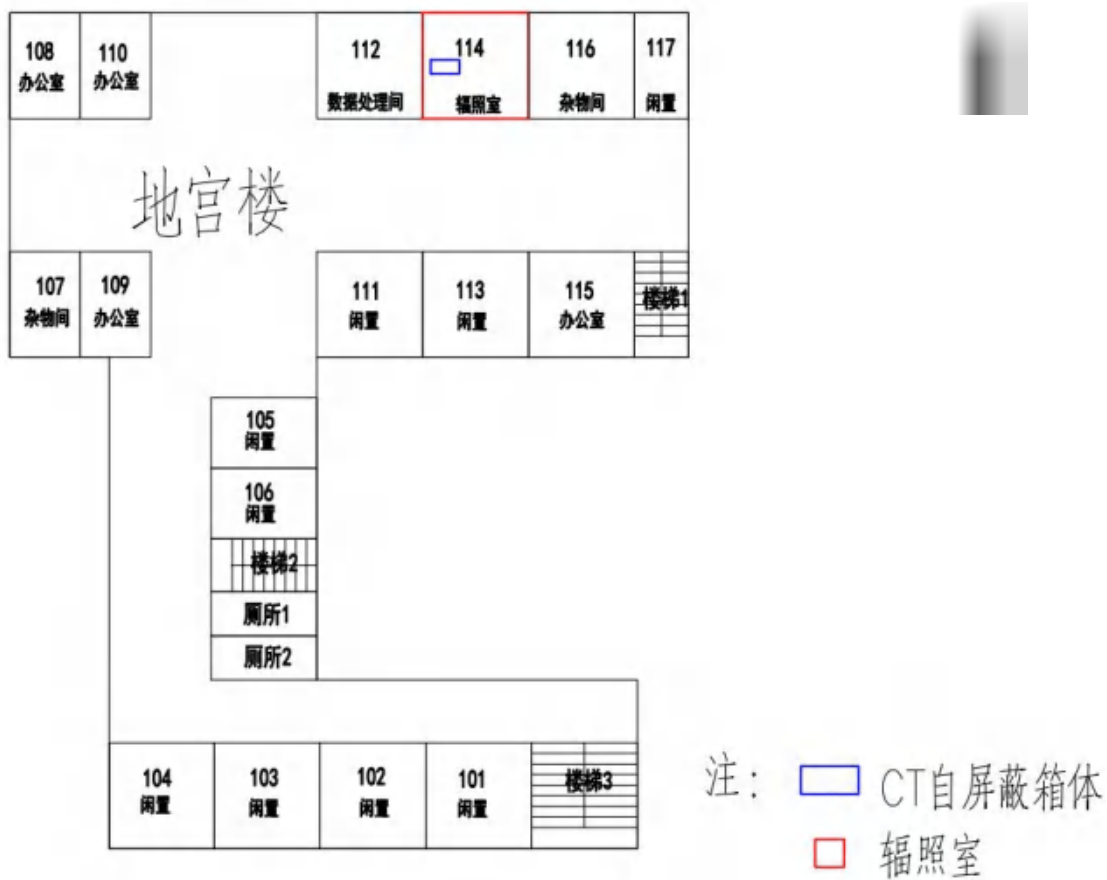 108
办公室
110
办公室
112
数据处理间
114
辐照室
116
杂物间
117
闲置
地宫楼
107
杂物间
109
办公室
111
闲置
113
闲置
115
办公室
楼梯1
105
闲置
106
闲置
楼梯2
厕所1
厕所2
104
闲置
103
闲置
102
闲置
101
闲置
楼梯3
注：
CT自屏蔽箱体
辐照室